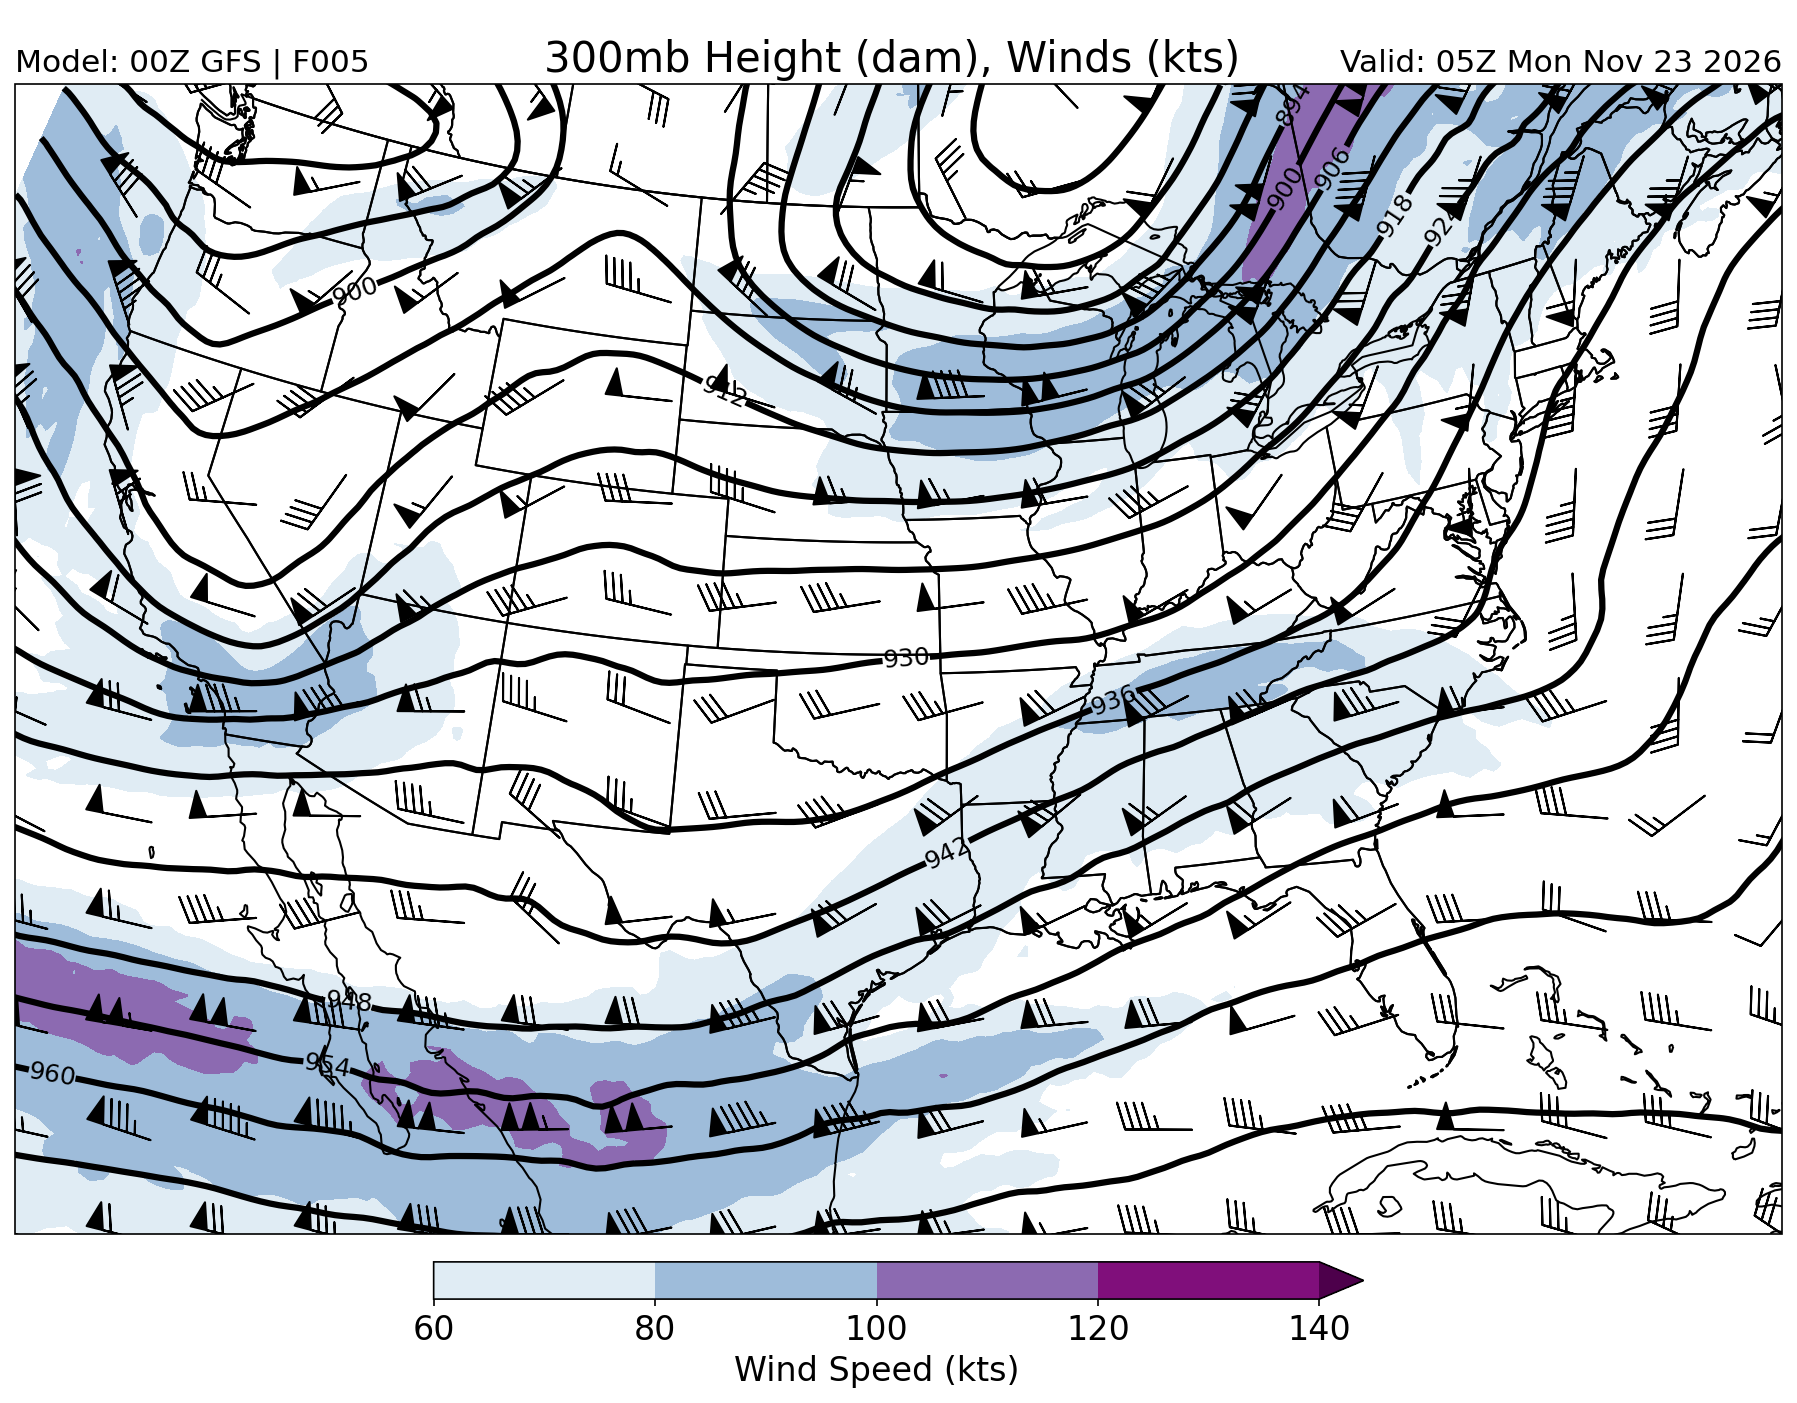 Model: 00Z GFS | F005
300mb Height (dam), Winds (kts)
Valid: 05Z Mon Nov 23 2026
894
906
900
918
924
900
912
930
936
942
948
954
960
60 80 100 120 140
Wind Speed (kts)